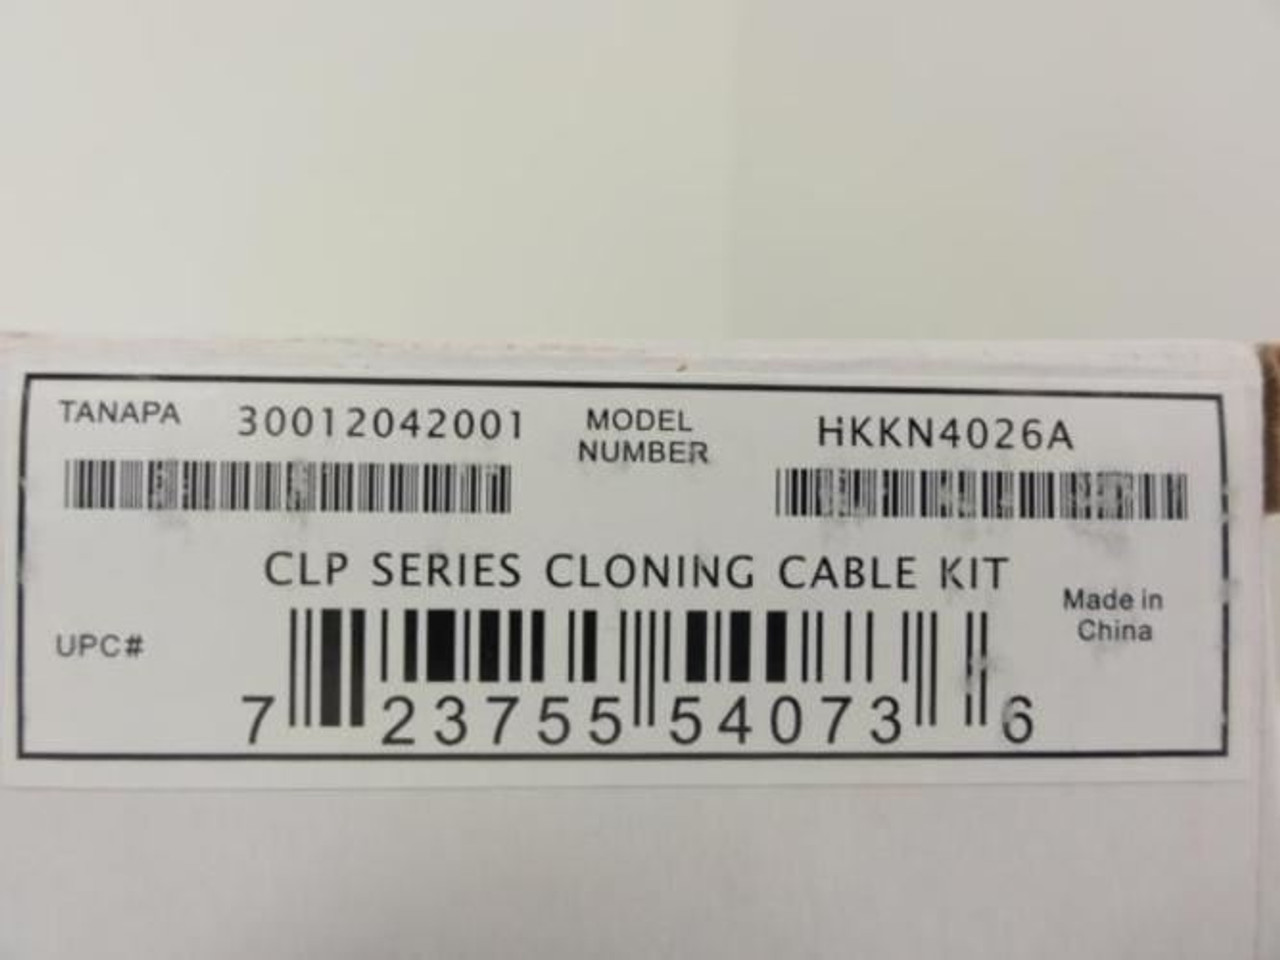 TANAPA 30012042001 MODEL NUMBER HKKN4026A
CLP SERIES CLONING CABLE KIT
Made in
China
UPC#
7 23755 54073 6